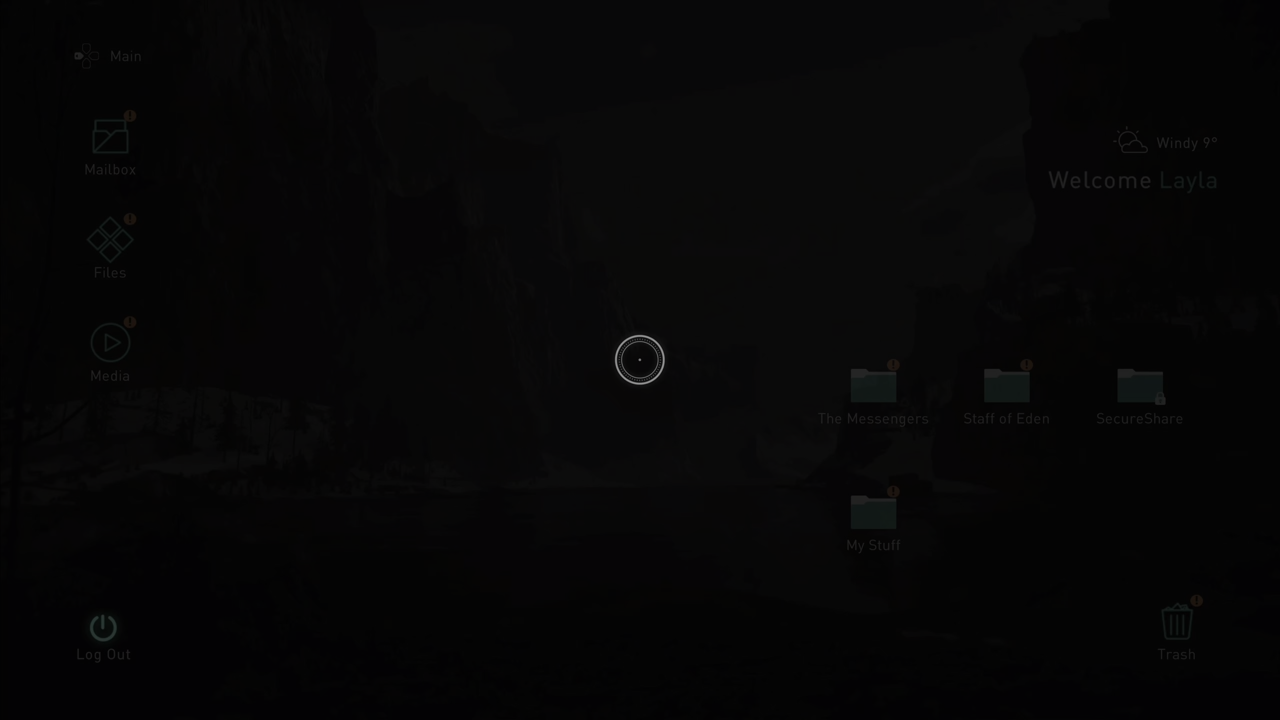 Main
Mailbox
Files
Media
Windy 9°
Welcome Layla
The Messengers
Staff of Eden
SecureShare
My Stuff
Log Out
Trash